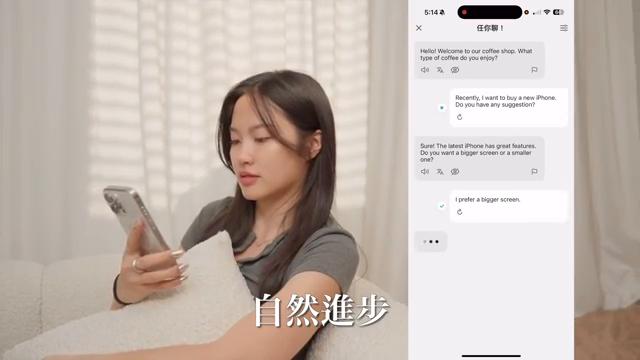 5:14
任你聊！
Hello! Welcome to our coffee shop. What
type of coffee do you enjoy?
Recently, I want to buy a new iPhone.
Do you have any suggestion?
Sure! The latest iPhone has great features.
Do you want a bigger screen or a smaller
one?
I prefer a bigger screen.
自然進步